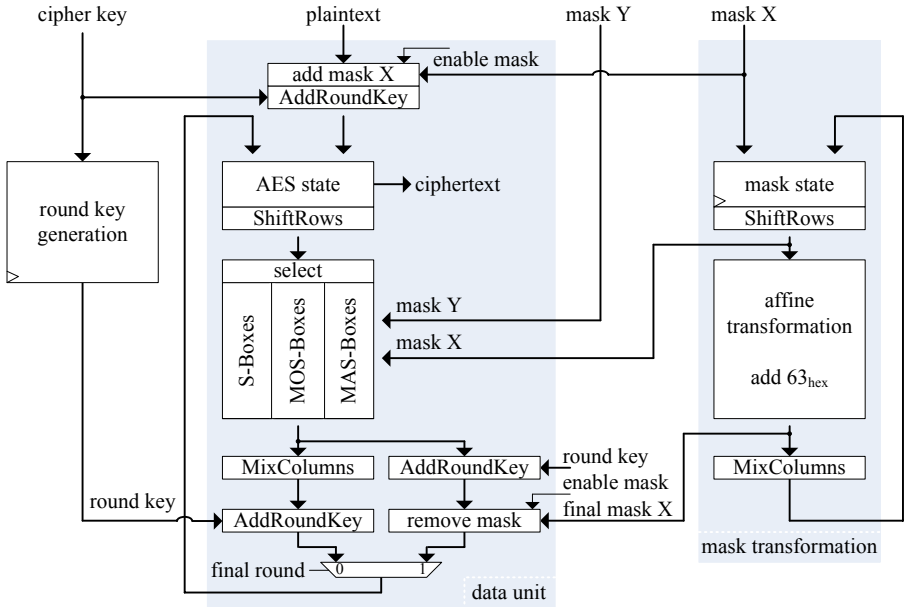 cipher key
plaintext
mask Y
mask X
enable mask
add mask X
AddRoundKey
AES state
ciphertext
mask state
ShiftRows
ShiftRows
round key
generation
select
S-Boxes
MOS-Boxes
MAS-Boxes
mask Y
mask X
affine
transformation
add 63hex
MixColumns
AddRoundKey
round key
MixColumns
enable mask
round key
AddRoundKey
remove mask
final mask X
mask transformation
final round
0
1
data unit